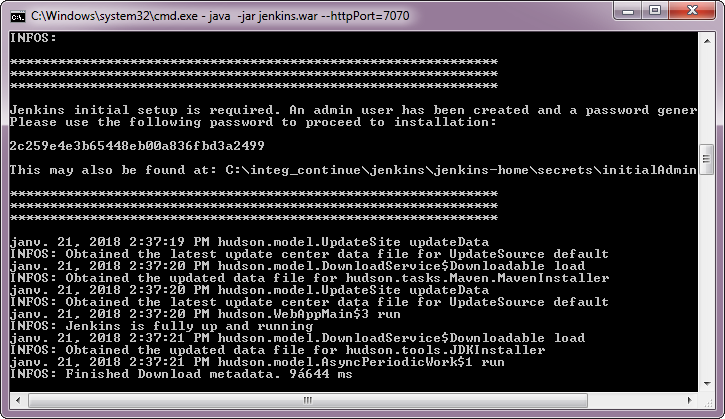 C:\Windows\system32\cmd.exe - java -jar jenkins.war --httpPort=7070
INFOS:
*************************************************************
*************************************************************
*************************************************************
Jenkins initial setup is required. An admin user has been created and a password gener
Please use the following password to proceed to installation:
2c259e4e3b65448eb00a836fbd3a2499
This may also be found at: C:\integ_continue\jenkins\jenkins-home\secrets\initialAdmin
*************************************************************
*************************************************************
*************************************************************
janv. 21, 2018 2:37:19 PM hudson.model.UpdateSite updateData
INFOS: Obtained the latest update center data file for UpdateSource default
janv. 21, 2018 2:37:20 PM hudson.model.DownloadService$Downloadable load
INFOS: Obtained the updated data file for hudson.tasks.Maven.MavenInstaller
janv. 21, 2018 2:37:20 PM hudson.model.UpdateSite updateData
INFOS: Obtained the latest update center data file for UpdateSource default
janv. 21, 2018 2:37:20 PM hudson.WebAppMain$3 run
INFOS: Jenkins is fully up and running
janv. 21, 2018 2:37:21 PM hudson.model.DownloadService$Downloadable load
INFOS: Obtained the updated data file for hudson.tools.JDKInstaller
janv. 21, 2018 2:37:21 PM hudson.model.AsyncPeriodicWork$1 run
INFOS: Finished Download metadata. 9á644 ms